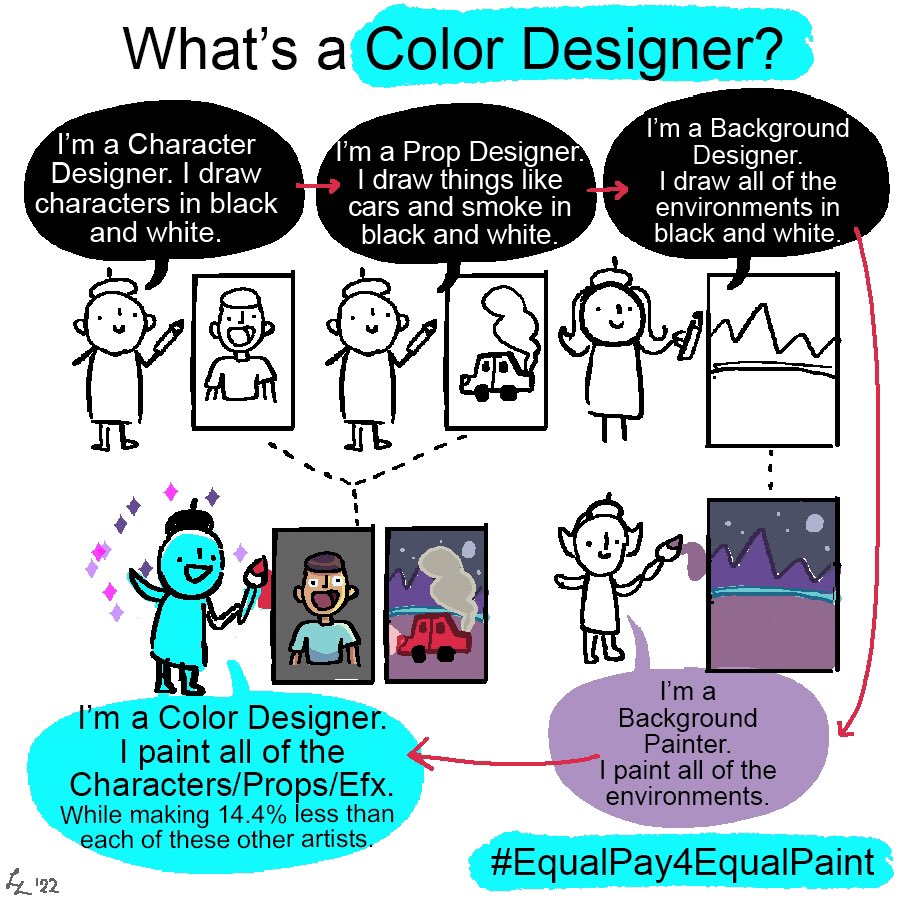 What's a Color Designer?
I'm a Character
Designer. I draw
characters in black
and white.
I'm a Prop Designer.
I draw things like
cars and smoke in
black and white.
I'm a Background
Designer.
I draw all of the
environments in
black and white.
I'm a
Background
Painter.
I paint all of the
environments.
I'm a Color Designer.
I paint all of the
Characters/Props/Efx.
While making 14.4% less than
each of these other artists.
#EqualPay4EqualPaint
LL '22